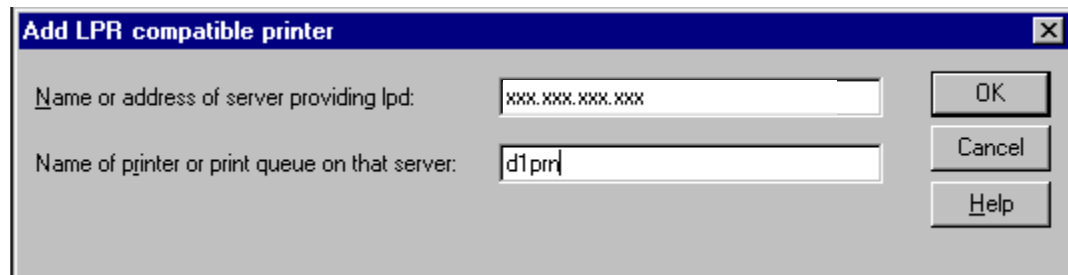 Add LPR compatible printer
Name or address of server providing lpd:
xxx.xxx.xxx.xxx
OK
Name of printer or print queue on that server:
d1prn
Cancel
Help